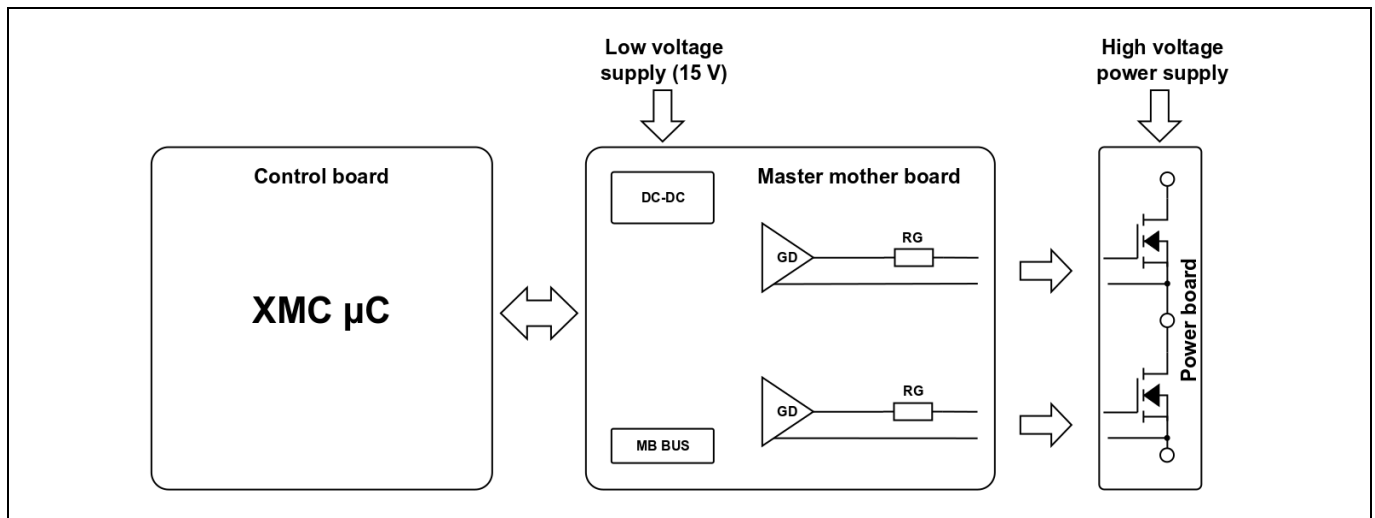 Low voltage
supply (15 V)
High voltage
power supply
Control board
XMC µC
Master mother board
DC-DC
GD
RG
GD
RG
MB BUS
Power board